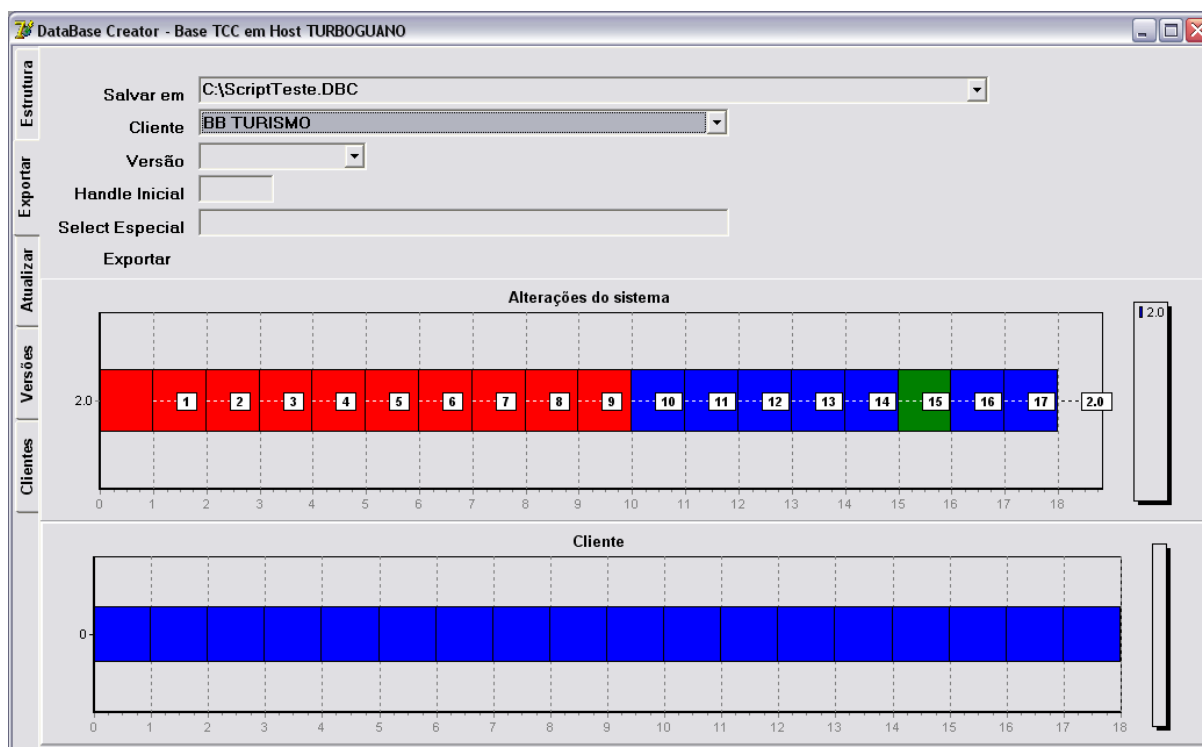 DataBase Creator - Base TCC em Host TURBOGUANO
Estrutura
Exportar
Atualizar
Versões
Clientes
Salvar em C:\ScriptTeste.DBC
Cliente BB TURISMO
Versão
Handle Inicial
Select Especial
Exportar
Alterações do sistema
2.0
2.0 1 2 3 4 5 6 7 8 9 10 11 12 13 14 15 16 17 2.0
0 1 2 3 4 5 6 7 8 9 10 11 12 13 14 15 16 17 18
Cliente
0
0 1 2 3 4 5 6 7 8 9 10 11 12 13 14 15 16 17 18